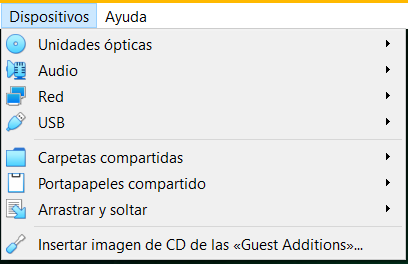 Dispositivos Ayuda
Unidades ópticas
Audio
Red
USB
Carpetas compartidas
Portapapeles compartido
Arrastrar y soltar
Insertar imagen de CD de las «Guest Additions»...